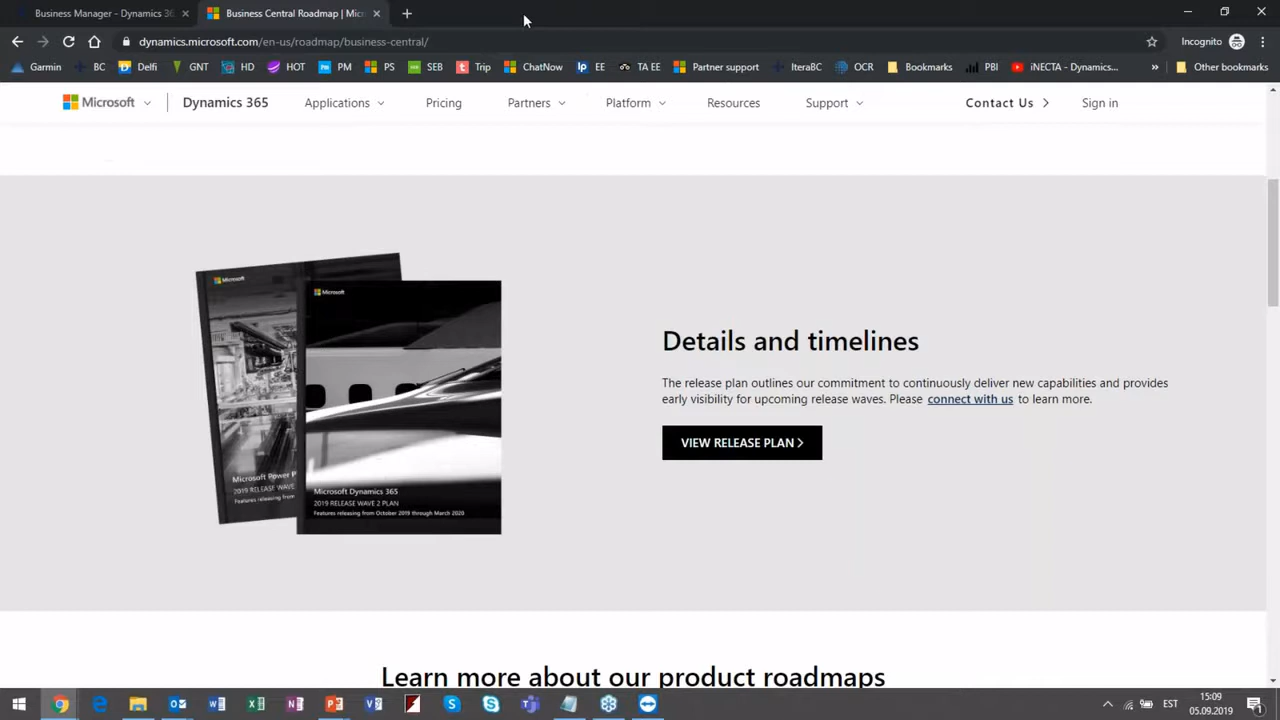 Business Manager - Dynamics 36
Business Central Roadmap | Micr
dynamics.microsoft.com/en-us/roadmap/business-central/
Incognito
Garmin
BC
Delfi
GNT
HD
HOT
PM
PS
SEB
Trip
ChatNow
EE
TA EE
Partner support
IteraBC
OCR
Bookmarks
PBI
iNECTA - Dynamics...
Other bookmarks
Microsoft
Dynamics 365
Applications
Pricing
Partners
Platform
Resources
Support
Contact Us
Sign in
Microsoft
Microsoft
Details and timelines
The release plan outlines our commitment to continuously deliver new capabilities and provides
early visibility for upcoming release waves. Please connect with us to learn more.
VIEW RELEASE PLAN
Microsoft Power P
2019 RELEASE WAVE 2
Features releasing from
Microsoft Dynamics 365
2019 RELEASE WAVE 2 PLAN
Features releasing from October 2019 through March 2020
Learn more about our product roadmaps
EST
15:09
05.09.2019